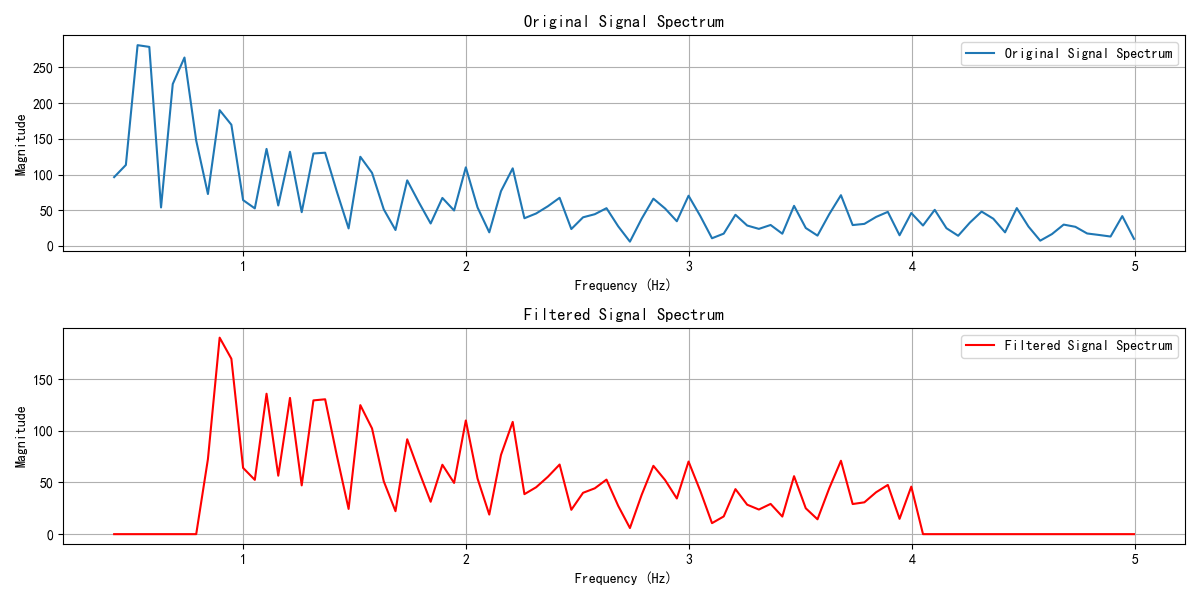 Original Signal Spectrum
Original Signal Spectrum
Magnitude
250
200
150
100
50
0
1 2 3 4 5
Frequency (Hz)
Filtered Signal Spectrum
Filtered Signal Spectrum
Magnitude
150
100
50
0
1 2 3 4 5
Frequency (Hz)